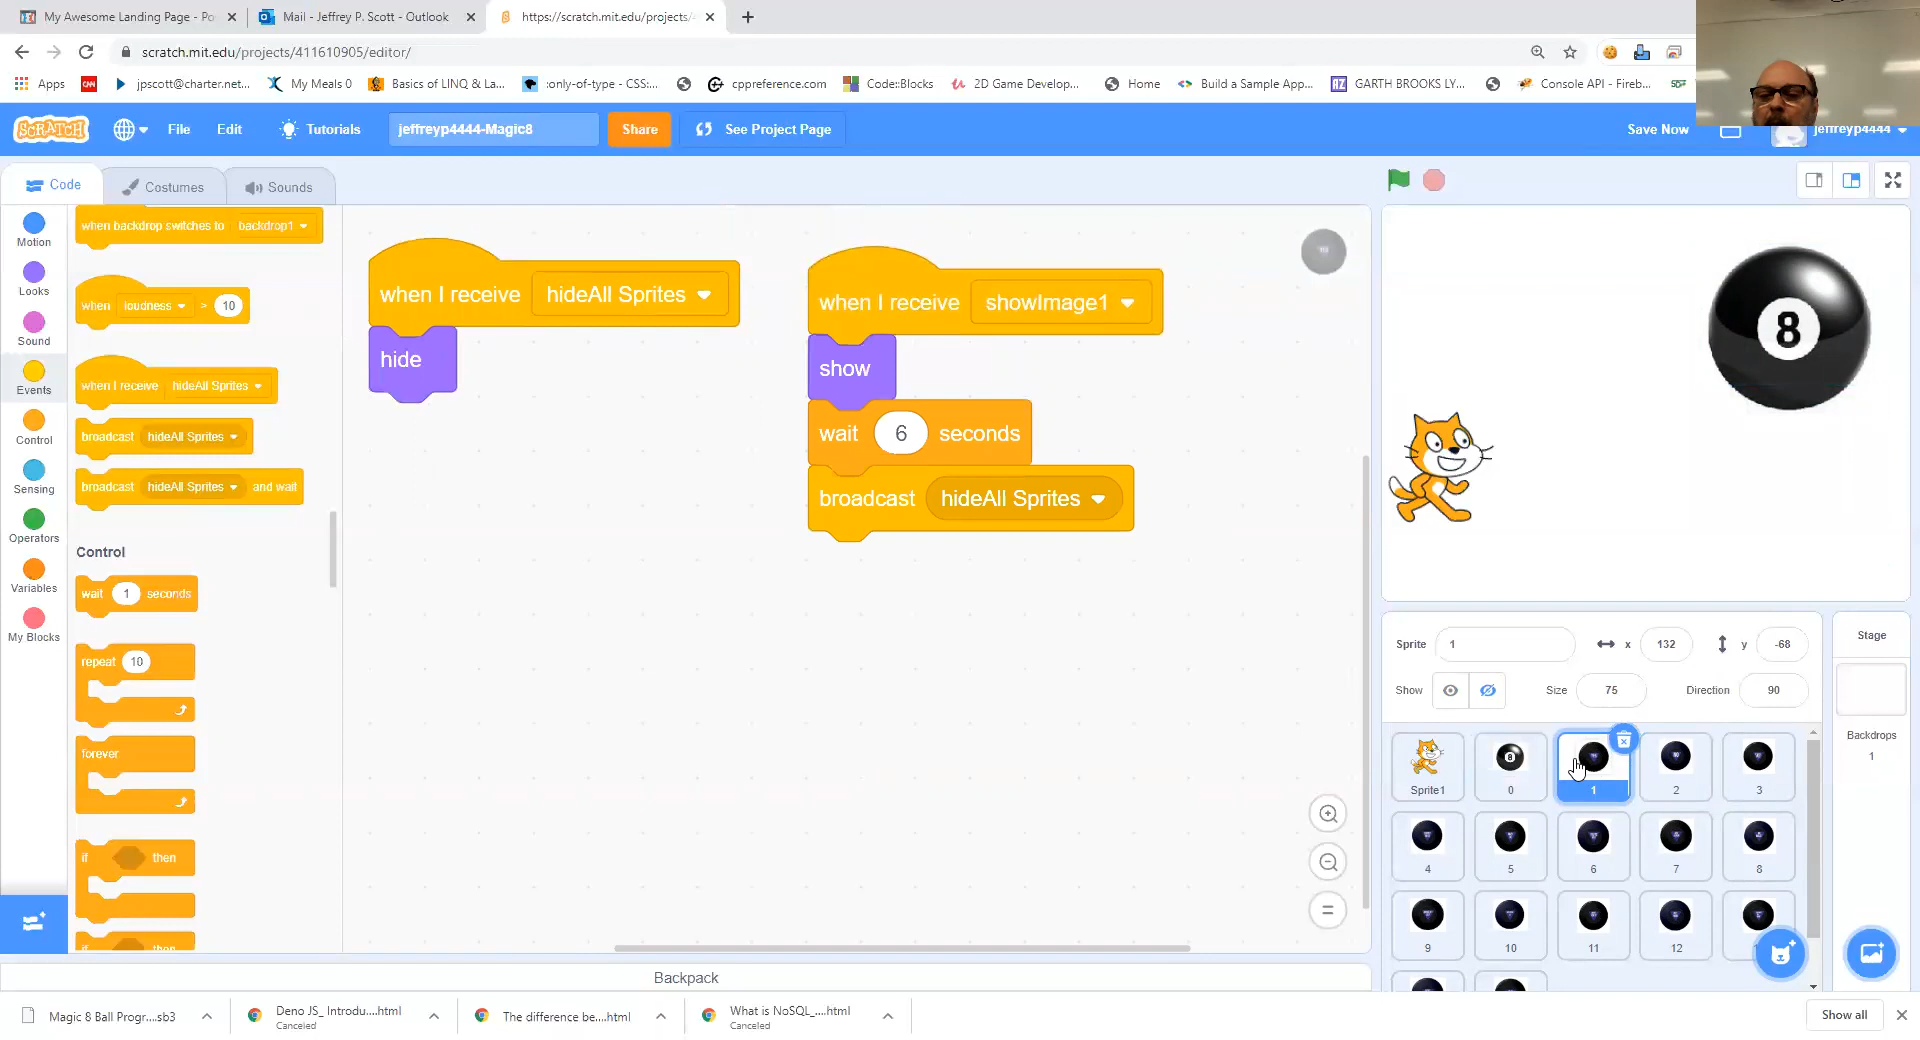 My Awesome Landing Page - Po
Mail - Jeffrey P. Scott - Outlook
https://scratch.mit.edu/projects/4
scratch.mit.edu/projects/411610905/editor/
Apps
CNN
jpscott@charter.net...
My Meals 0
Basics of LINQ & La...
:only-of-type - CSS:...
cppreference.com
Code::Blocks
2D Game Develop...
Home
Build a Sample App...
GARTH BROOKS LY...
Console API - Fireb...
SCRATCH
File
Edit
Tutorials
jeffreyp4444-Magic8
Share
See Project Page
Save Now
jeffreyp4444
Code
Costumes
Sounds
Motion
Looks
Sound
Events
Control
Sensing
Operators
Variables
My Blocks
when backdrop switches to backdrop1
when loudness > 10
when I receive hideAll Sprites
broadcast hideAll Sprites
broadcast hideAll Sprites and wait
Control
wait 1 seconds
repeat 10
forever
if then
if then
when I receive hideAll Sprites
hide
when I receive showImage1
show
wait 6 seconds
broadcast hideAll Sprites
8
Sprite 1 x 132 y -68
Show Size 75 Direction 90
Stage
Backdrops
1
Sprite1 0 1 2 3
4 5 6 7 8
9 10 11 12
Backpack
Magic 8 Ball Progr....sb3
Deno JS_ Introdu....html
Canceled
The difference be....html
What is NoSQL_....html
Canceled
Show all